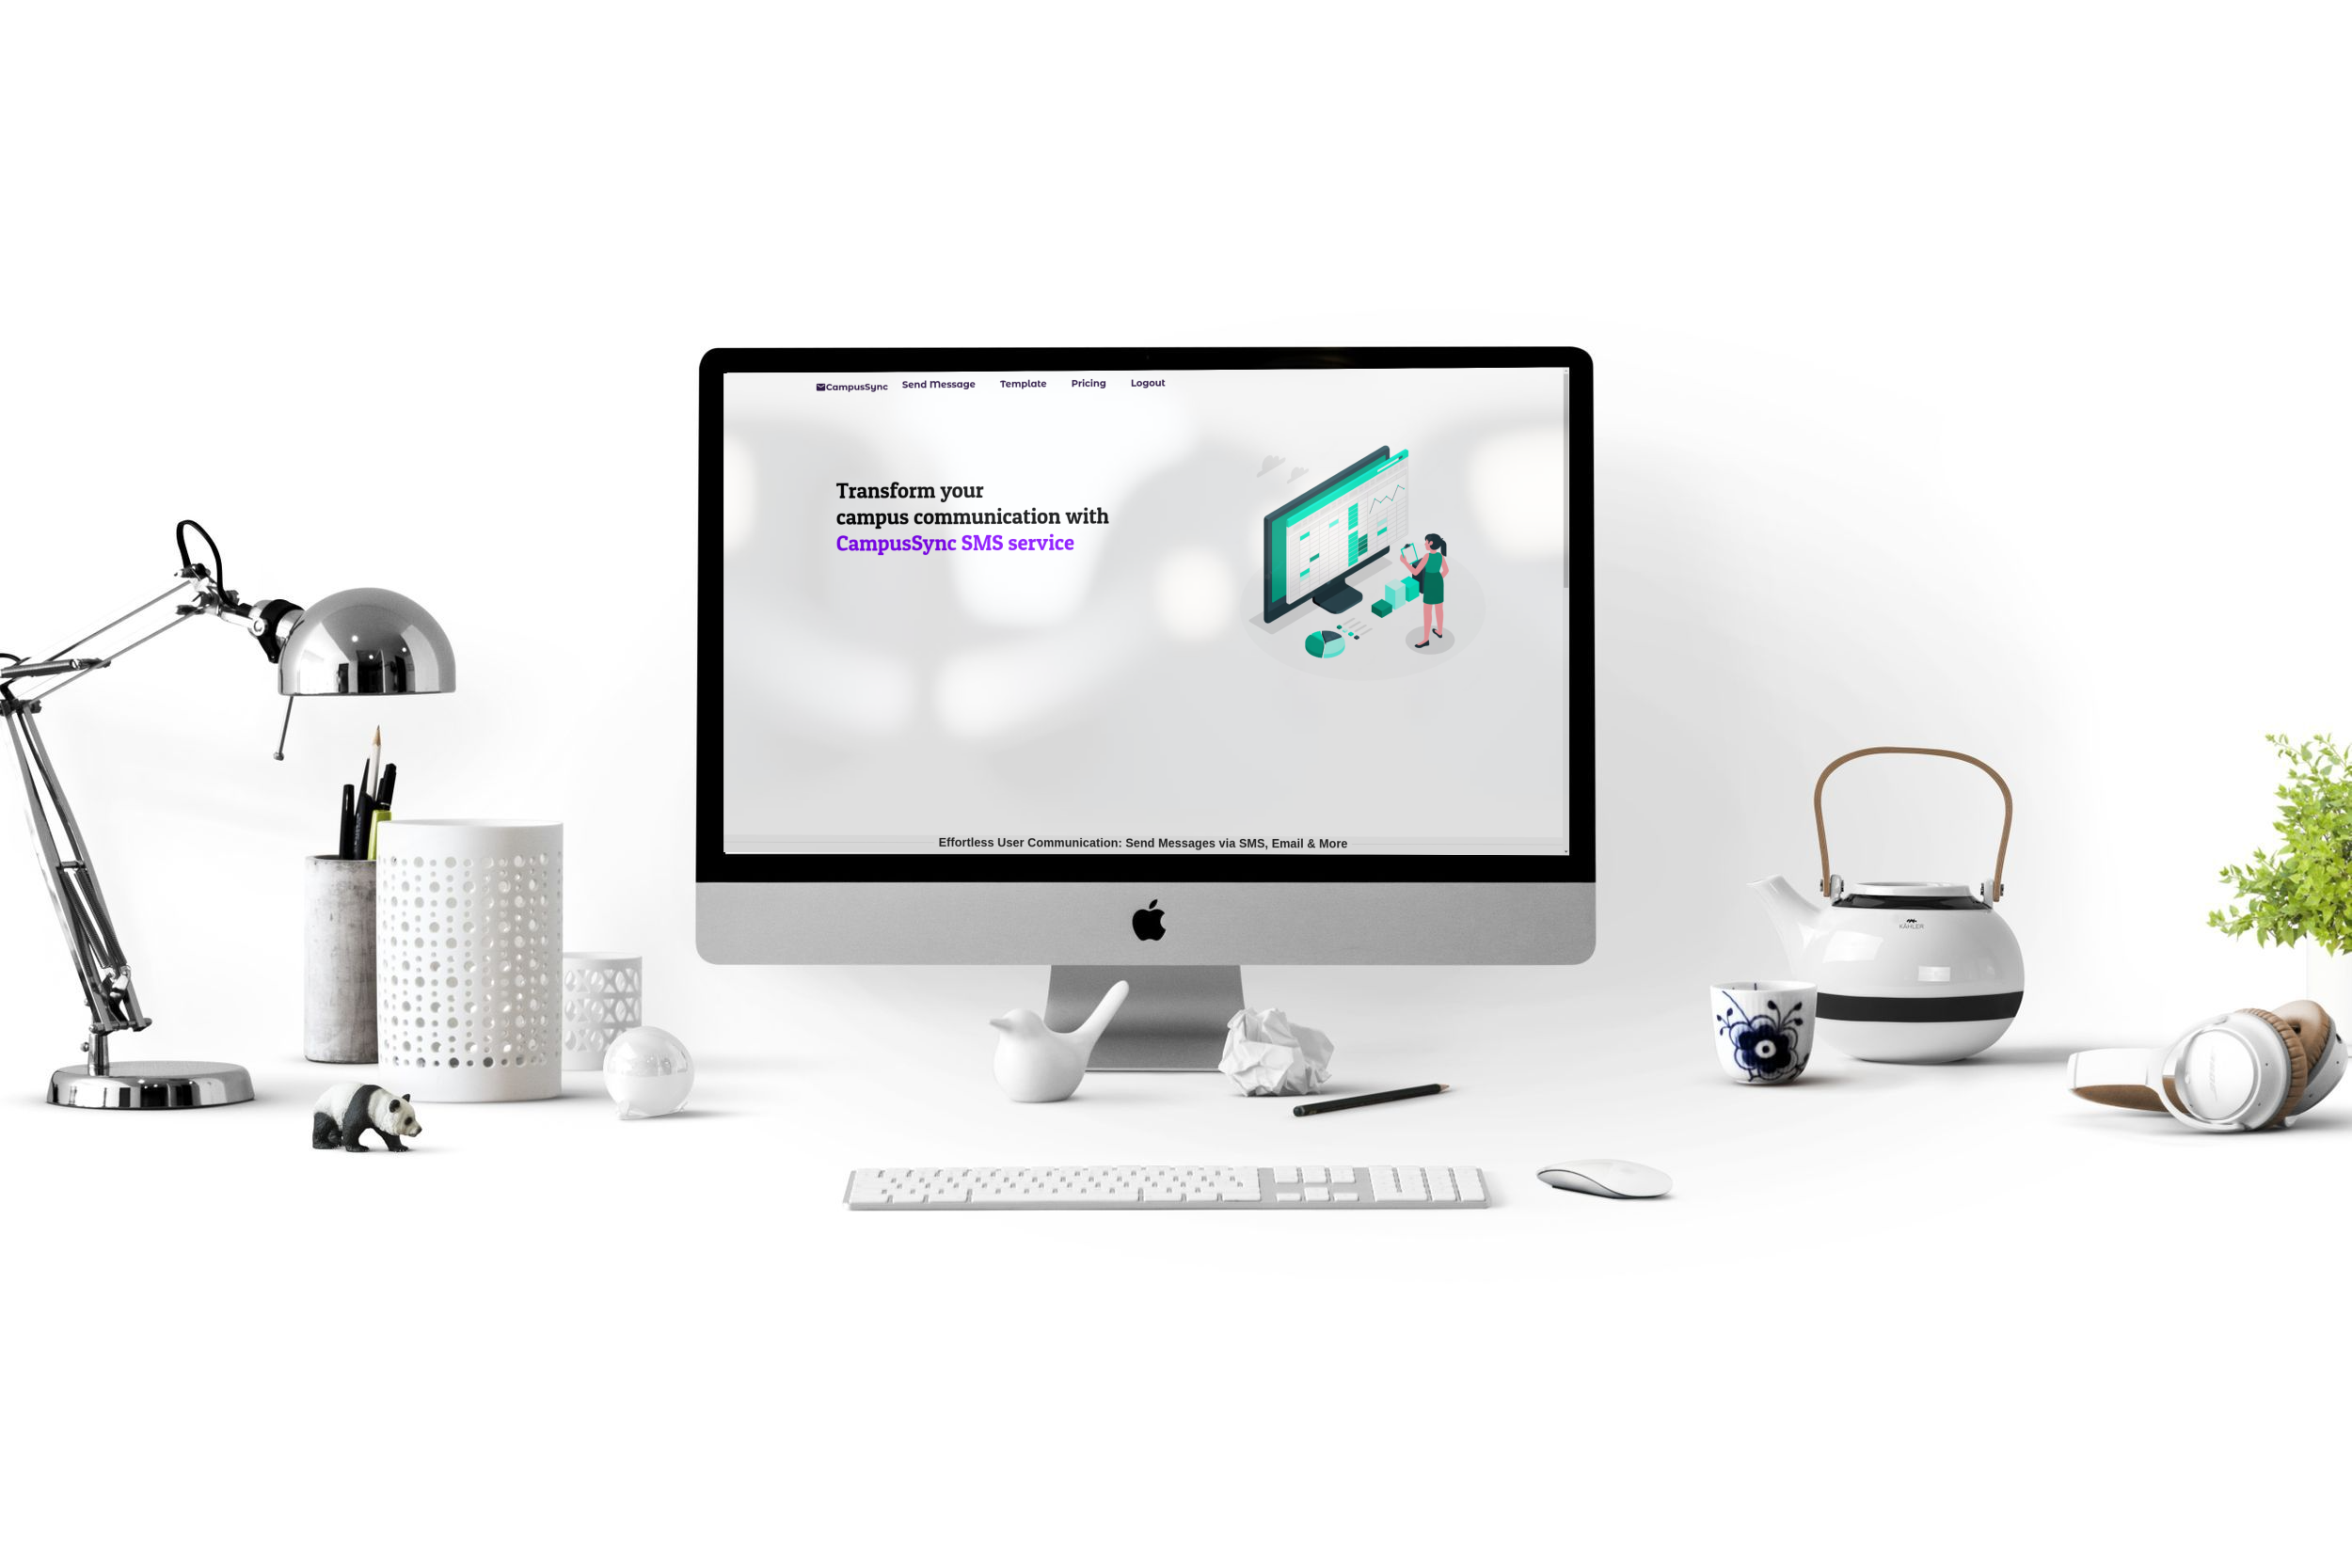 CampusSync Send Message Template Pricing Logout
Transform your
campus communication with
CampusSync SMS service
Effortless User Communication: Send Messages via SMS, Email & More
KÄHLER